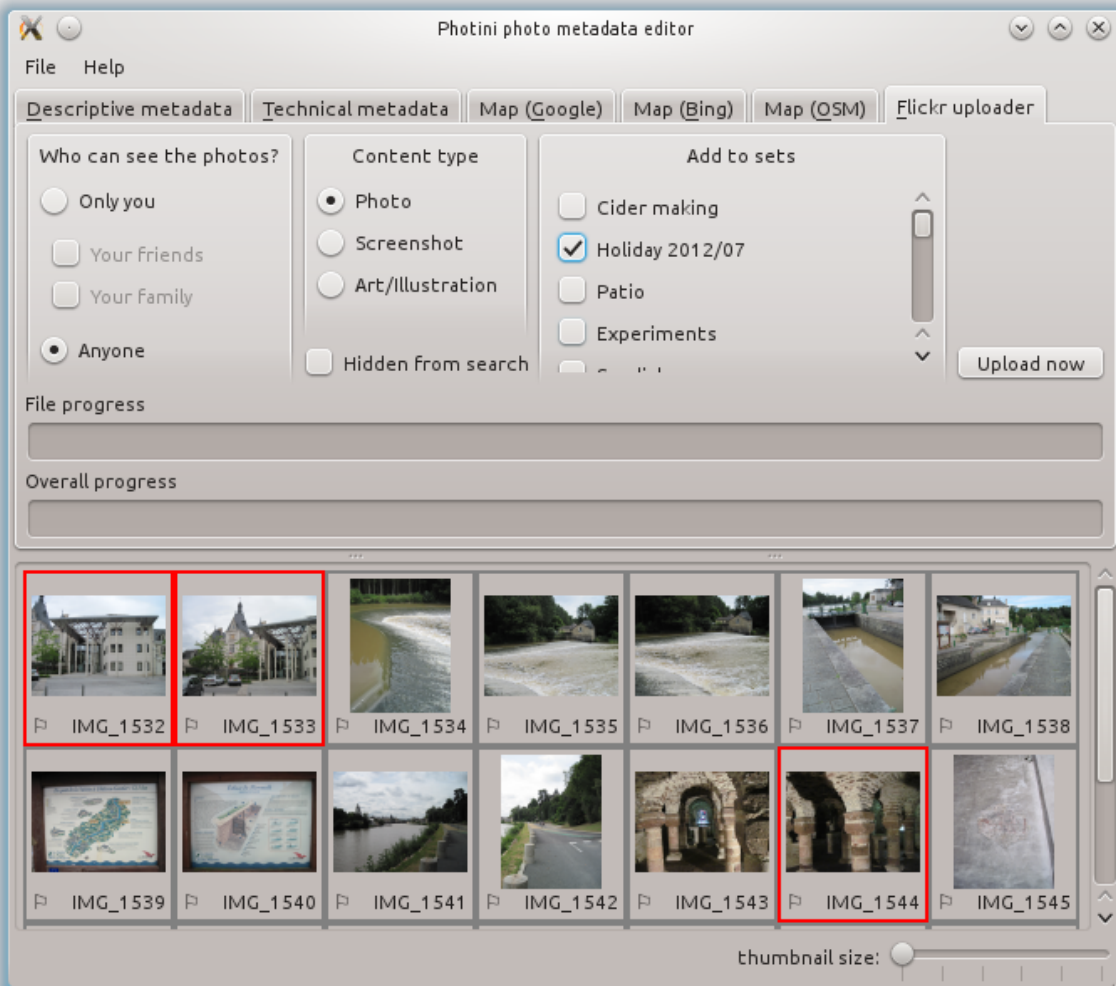 Photini photo metadata editor
File Help
Descriptive metadata Technical metadata Map (Google) Map (Bing) Map (OSM) Flickr uploader
Who can see the photos? Content type Add to sets
Only you Photo Cider making
Your friends Screenshot Holiday 2012/07
Your family Art/Illustration Patio
Anyone Hidden from search Experiments
Upload now
File progress
Overall progress
IMG_1532 IMG_1533 IMG_1534 IMG_1535 IMG_1536 IMG_1537 IMG_1538
IMG_1539 IMG_1540 IMG_1541 IMG_1542 IMG_1543 IMG_1544 IMG_1545
thumbnail size: